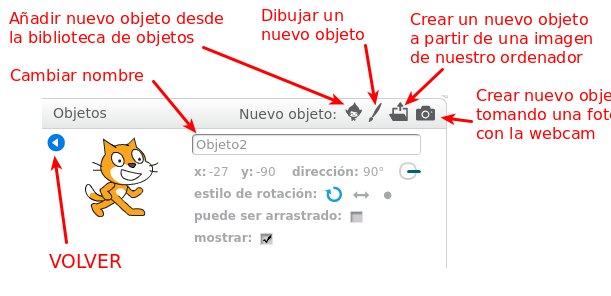 Añadir nuevo objeto desde
la biblioteca de objetos
Dibujar un
nuevo objeto
Crear un nuevo objeto
a partir de una imagen
de nuestro ordenador
Cambiar nombre
Crear nuevo obje
tomando una fot
con la webcam
Objetos
Nuevo objeto:
Objeto2
x: -27 y: -90 dirección: 90°
estilo de rotación:
puede ser arrastrado:
mostrar:
VOLVER